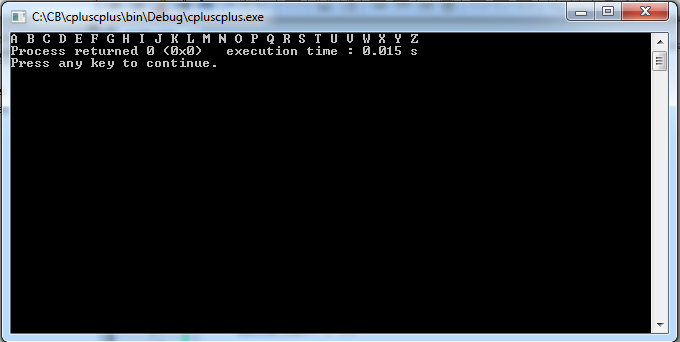 C:\CB\cpluscplus\bin\Debug\cpluscplus.exe
A B C D E F G H I J K L M N O P Q R S T U V W X Y Z
Process returned 0 (0x0)   execution time : 0.015 s
Press any key to continue.